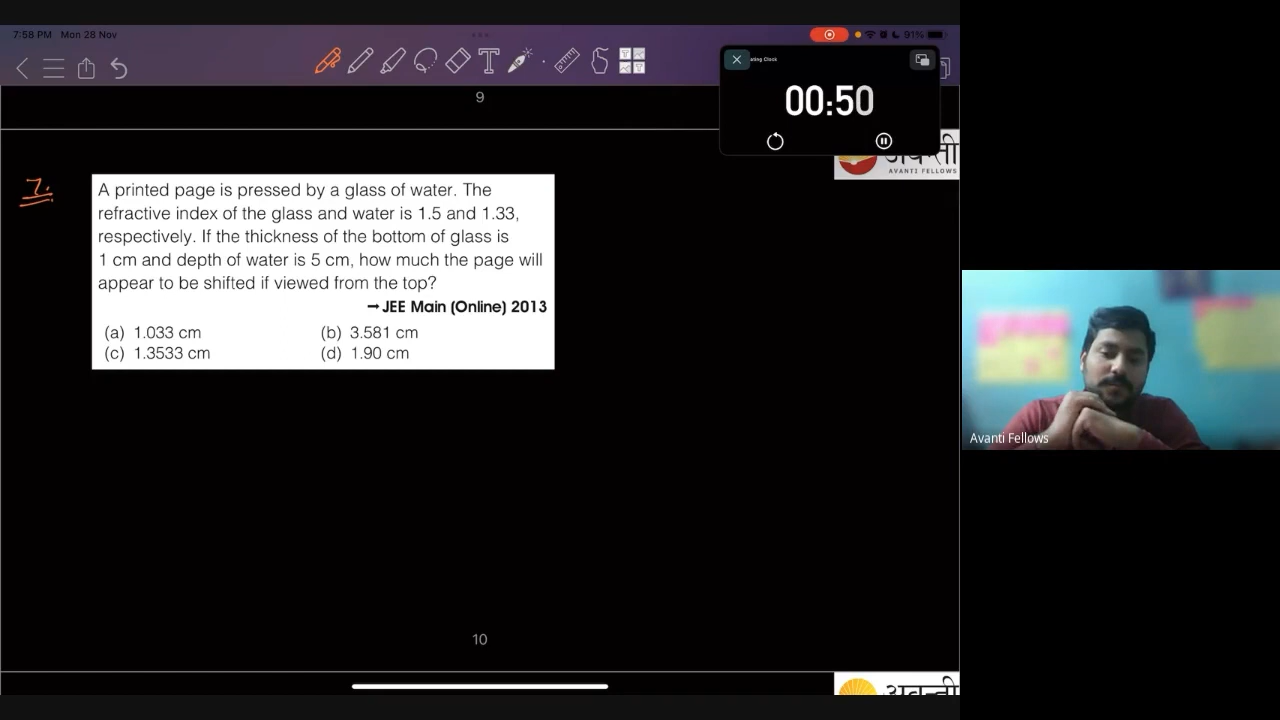 7:58 PM Mon 28 Nov
91%
9
00:50
अवन्ती
AVANTI FELLOWS
7.
A printed page is pressed by a glass of water. The
refractive index of the glass and water is 1.5 and 1.33,
respectively. If the thickness of the bottom of glass is
1 cm and depth of water is 5 cm, how much the page will
appear to be shifted if viewed from the top?
→ JEE Main (Online) 2013
(a) 1.033 cm (b) 3.581 cm
(c) 1.3533 cm (d) 1.90 cm
Avanti Fellows
10
अवन्ती